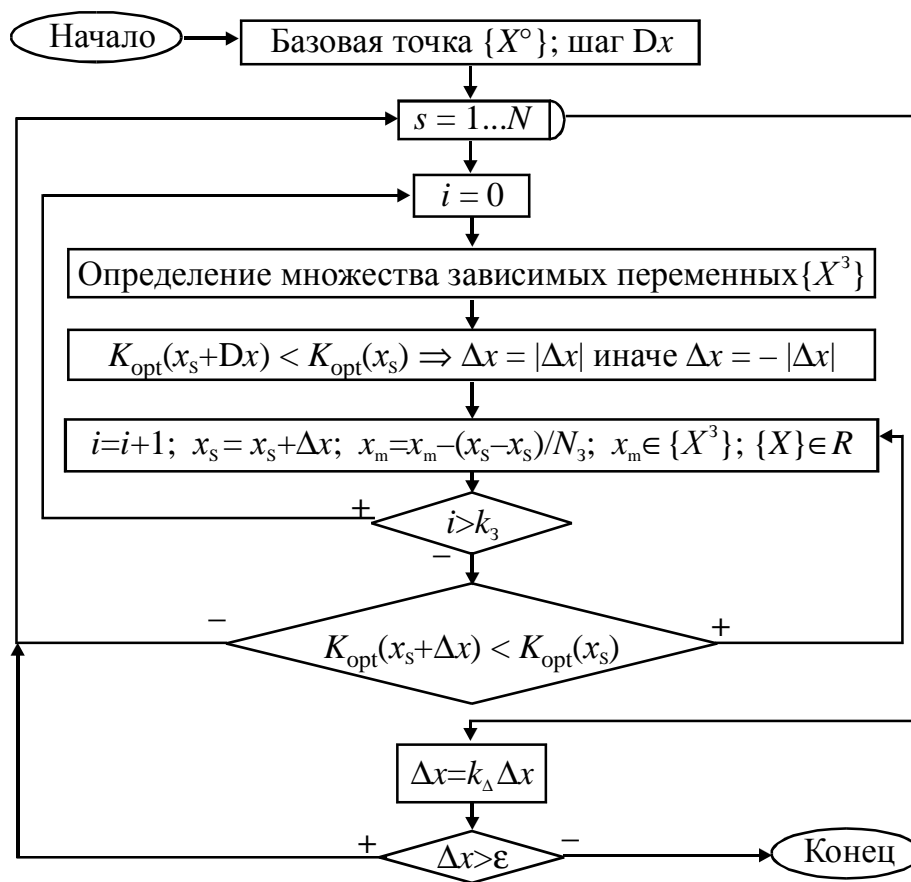 Начало
Базовая точка {X°}; шаг Dx
s = 1...N
i = 0
Определение множества зависимых переменных{X³}
K_opt(x_s+Dx) < K_opt(x_s) ⇒ Δx = |Δx| иначе Δx = – |Δx|
i=i+1; x_s = x_s+Δx; x_m=x_m–(x_s–x_s)/N_з; x_m∈{X³}; {X}∈R
+
i>k_з
–
–
+
K_opt(x_s+Δx) < K_opt(x_s)
Δx=k_Δ Δx
+
–
Δx>ε
Конец